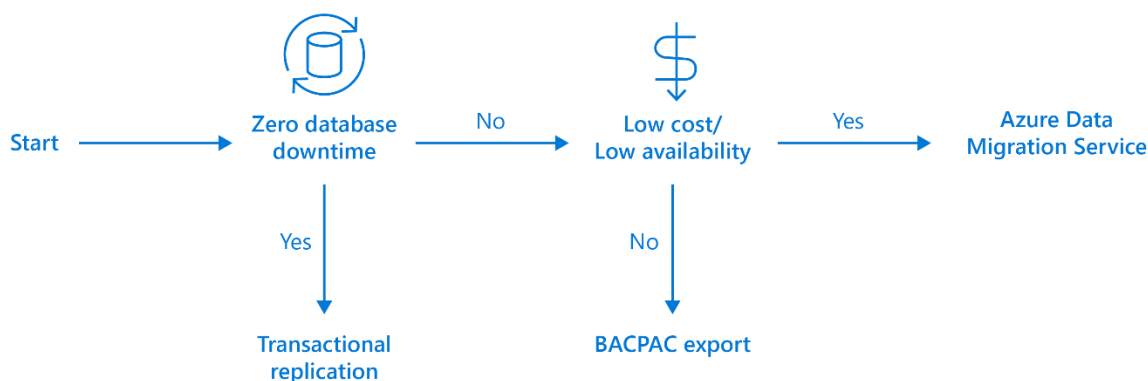 Start
Zero database
downtime
No
Low cost/
Low availability
Yes
Azure Data
Migration Service
Yes
No
Transactional
replication
BACPAC export